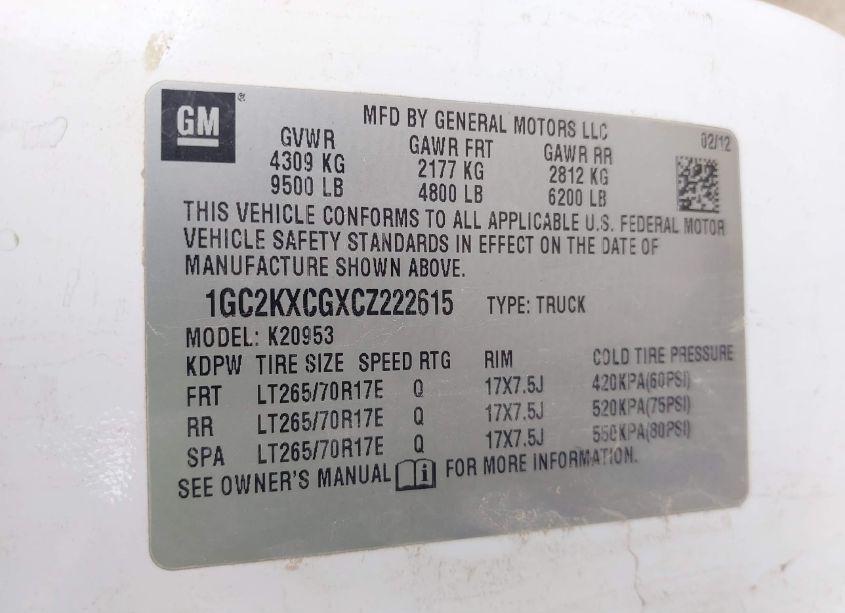 GM
MFD BY GENERAL MOTORS LLC
02/12
GVWR GAWR FRT GAWR RR
4309 KG 2177 KG 2812 KG
9500 LB 4800 LB 6200 LB
THIS VEHICLE CONFORMS TO ALL APPLICABLE U.S. FEDERAL MOTOR
VEHICLE SAFETY STANDARDS IN EFFECT ON THE DATE OF
MANUFACTURE SHOWN ABOVE.
1GC2KXCGXCZ222615 TYPE: TRUCK
MODEL: K20953
KDPW TIRE SIZE SPEED RTG RIM COLD TIRE PRESSURE
FRT LT265/70R17E Q 17X7.5J 420KPA(60PSI)
RR LT265/70R17E Q 17X7.5J 520KPA(75PSI)
SPA LT265/70R17E Q 17X7.5J 550KPA(80PSI)
SEE OWNER'S MANUAL i FOR MORE INFORMATION.